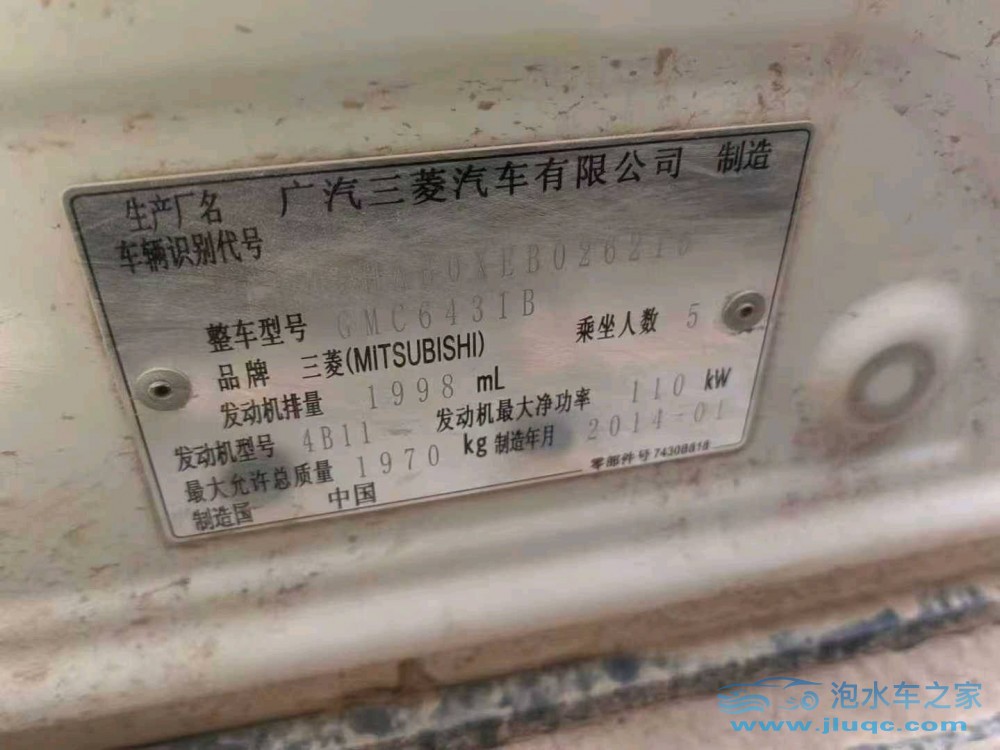 生产厂名 广汽三菱汽车有限公司 制造
车辆识别代号
整车型号 GMC6431B 乘坐人数 5
品牌 三菱(MITSUBISHI)
发动机排量 1998 mL 发动机最大净功率 110 kW
发动机型号 4B11
最大允许总质量 1970 kg 制造年月 2014-01
制造国 中国 零部件号 7430B818
泡水车之家
www.jluqc.com